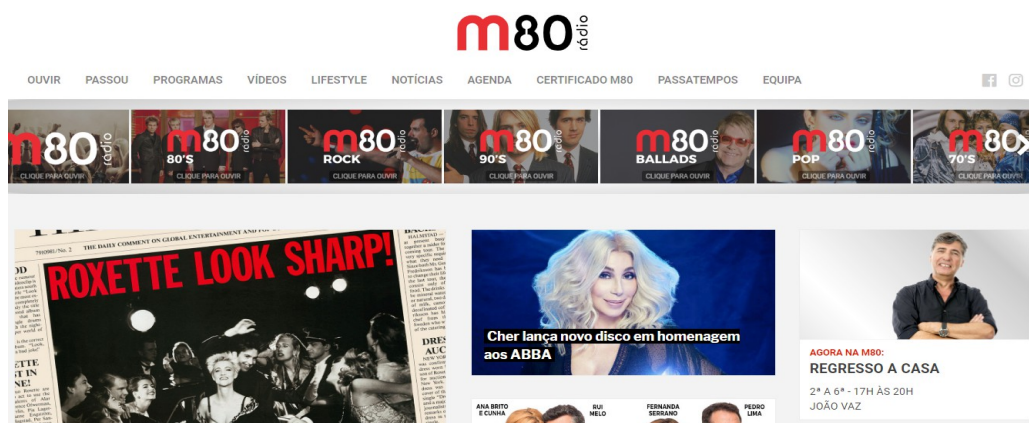 m80 rádio
OUVIR PASSOU PROGRAMAS VÍDEOS LIFESTYLE NOTÍCIAS AGENDA CERTIFICADO M80 PASSATEMPOS EQUIPA
m80 rádio
CLIQUE PARA OUVIR
m80 rádio
80'S
CLIQUE PARA OUVIR
m80 rádio
ROCK
CLIQUE PARA OUVIR
m80 rádio
90'S
CLIQUE PARA OUVIR
m80 rádio
BALLADS
CLIQUE PARA OUVIR
m80 rádio
POP
CLIQUE PARA OUVIR
m80
70'S
CLIQUE PARA OUVIR
790981/No. 2 THE DAILY COMMENT ON GLOBAL ENTERTAINMENT AND
ROXETTE LOOK SHARP!
Cher lança novo disco em homenagem
aos ABBA
ANA BRITO
E CUNHA
RUI
MELO
FERNANDA
SERRANO
PEDRO
LIMA
AGORA NA M80:
REGRESSO A CASA
2ª A 6ª - 17H ÀS 20H
JOÃO VAZ